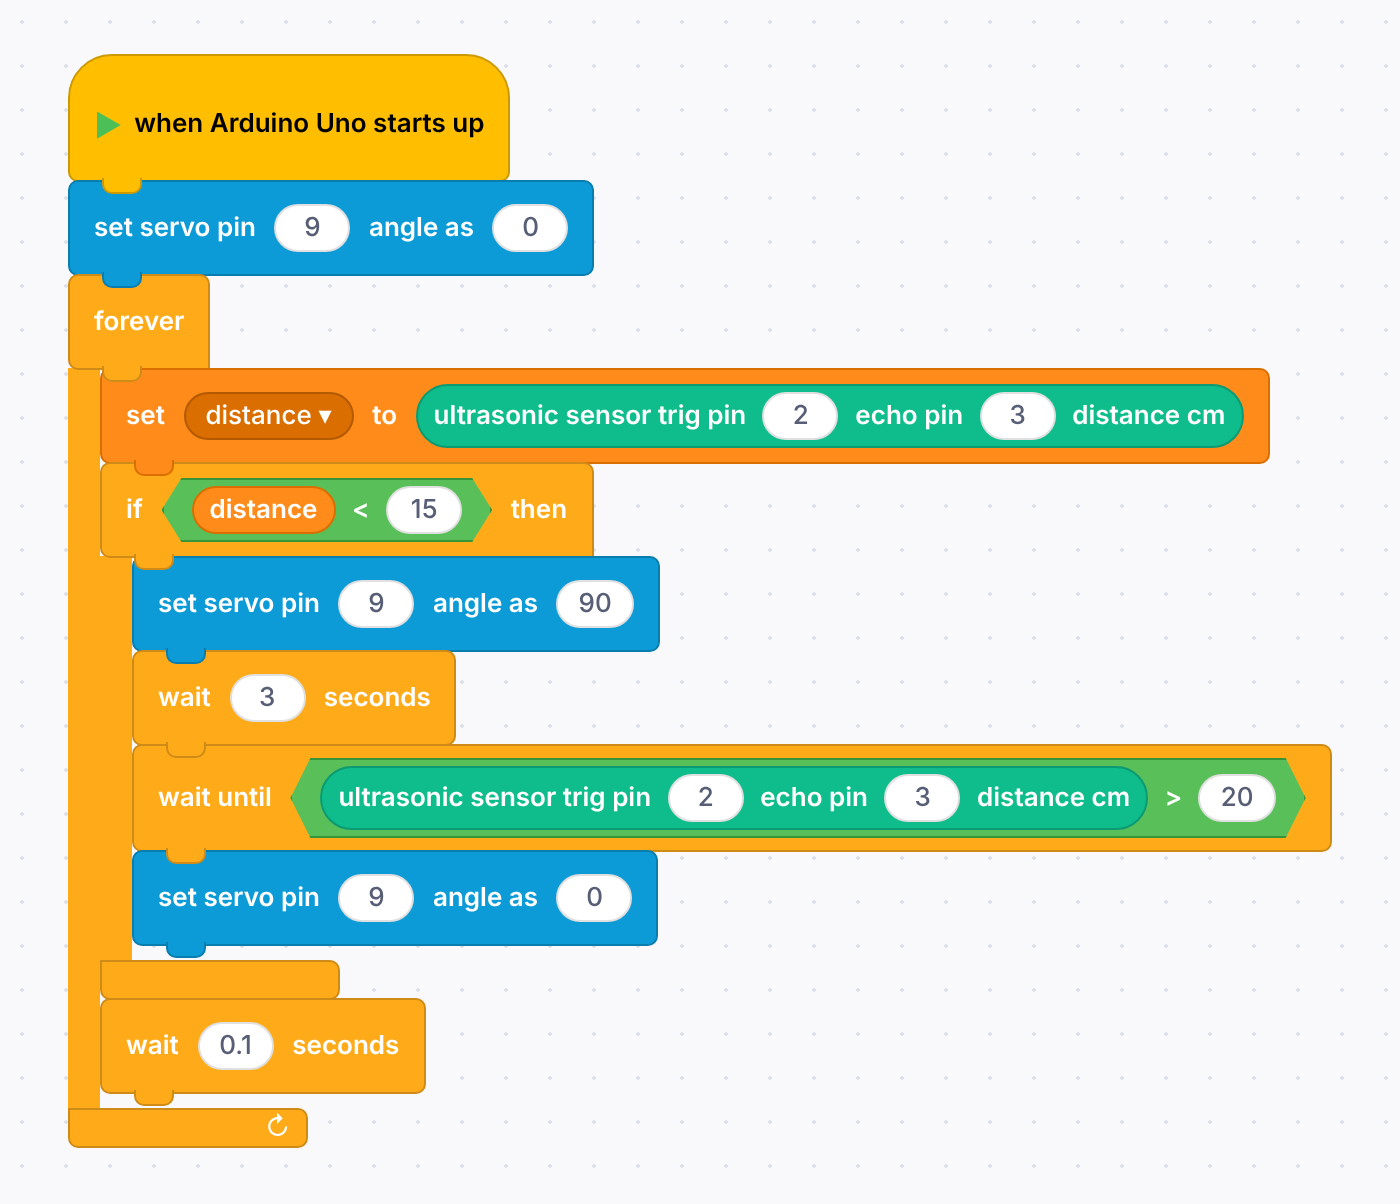 when Arduino Uno starts up
set servo pin 9 angle as 0
forever
set distance ▾ to ultrasonic sensor trig pin 2 echo pin 3 distance cm
if distance < 15 then
set servo pin 9 angle as 90
wait 3 seconds
wait until ultrasonic sensor trig pin 2 echo pin 3 distance cm > 20
set servo pin 9 angle as 0
wait 0.1 seconds